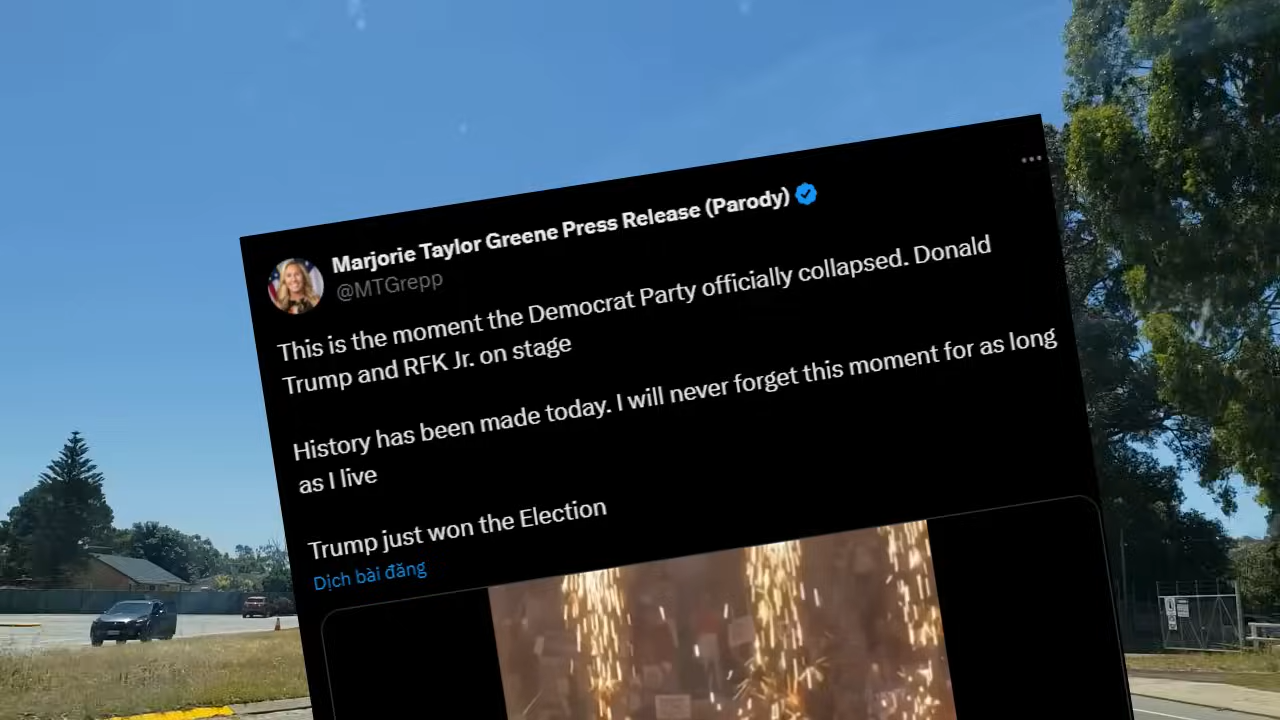 Marjorie Taylor Greene Press Release (Parody)
@MTGrepp
This is the moment the Democrat Party officially collapsed. Donald
Trump and RFK Jr. on stage
History has been made today. I will never forget this moment for as long
as I live
Trump just won the Election
Dịch bài đăng